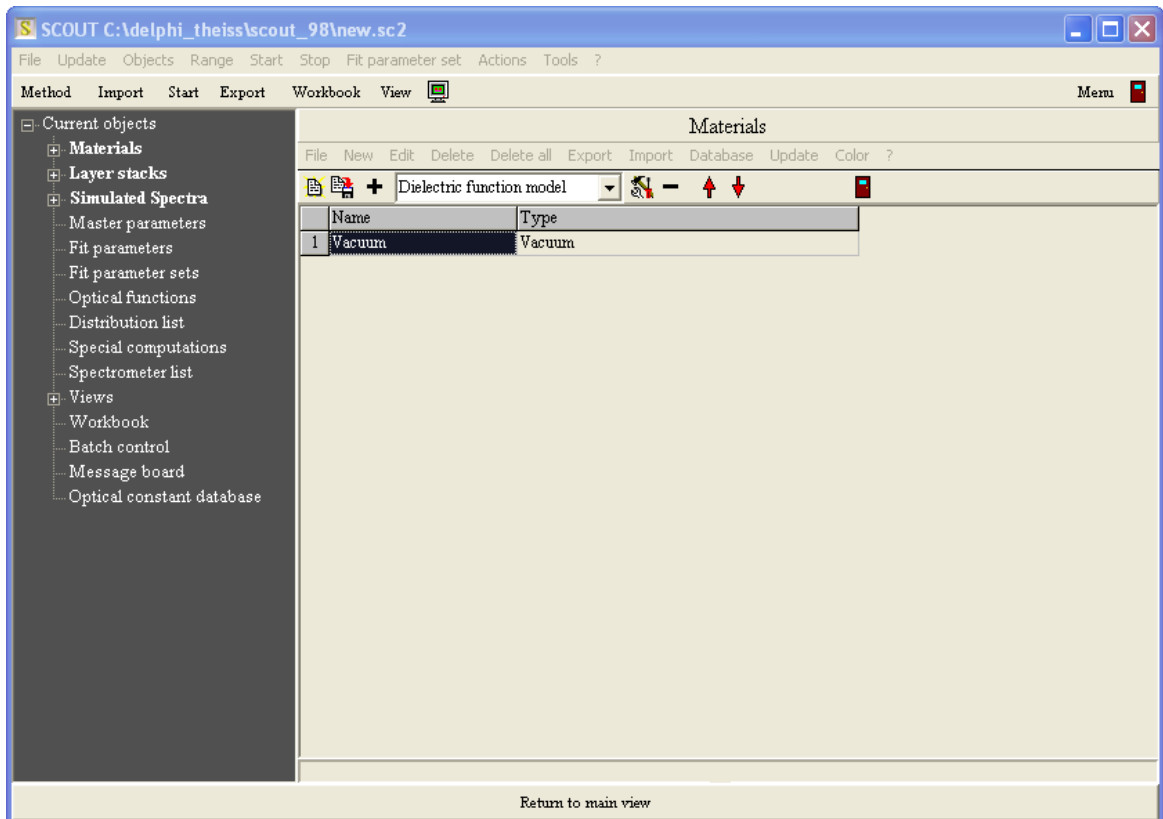 SCOUT C:\delphi_theiss\scout_98\new.sc2
File Update Objects Range Start Stop Fit parameter set Actions Tools ?
Method Import Start Export Workbook View Menu
Current objects
Materials
Layer stacks
Simulated Spectra
Master parameters
Fit parameters
Fit parameter sets
Optical functions
Distribution list
Special computations
Spectrometer list
Views
Workbook
Batch control
Message board
Optical constant database
Materials
File New Edit Delete Delete all Export Import Database Update Color ?
Dielectric function model
Name Type
1 Vacuum Vacuum
Return to main view